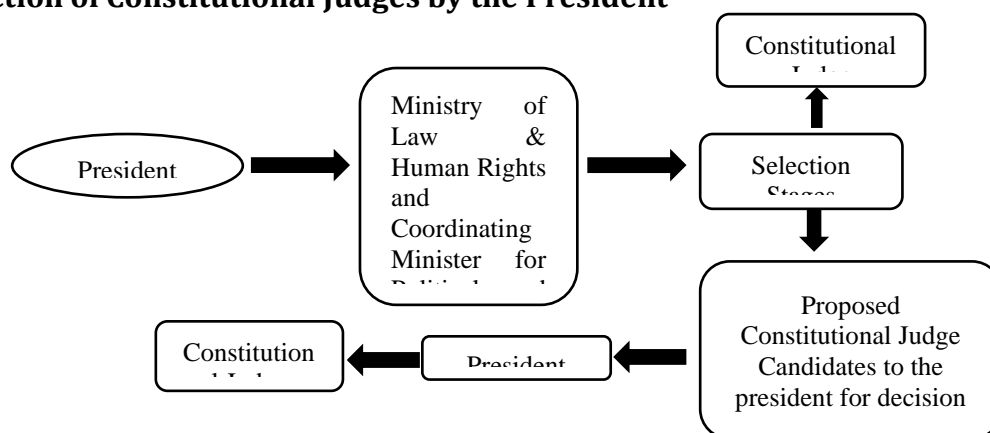 ction of Constitutional Judges by the President
Constitutional
President
Ministry of
Law &
Human Rights
and
Coordinating
Minister for
Selection
Stages
Proposed
Constitutional Judge
Candidates to the
president for decision
President
Constitution